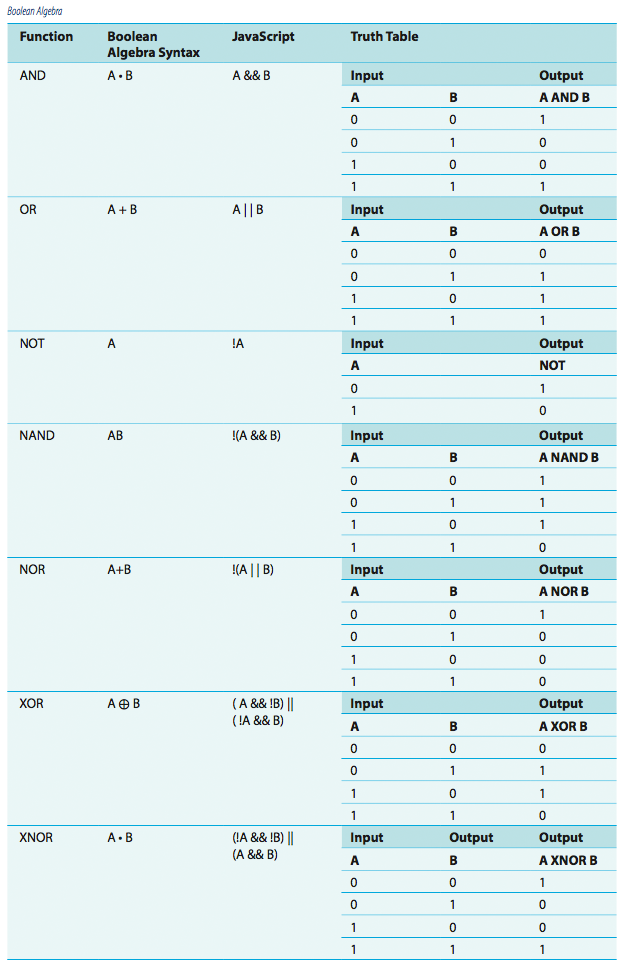 Boolean Algebra
Function Boolean Algebra Syntax JavaScript Truth Table
AND A • B A && B Input Output
A B A AND B
0 0 1
0 1 0
1 0 0
1 1 1
OR A + B A || B Input Output
A B A OR B
0 0 0
0 1 1
1 0 1
1 1 1
NOT A !A Input Output
A NOT
0 1
1 0
NAND AB !(A && B) Input Output
A B A NAND B
0 0 1
0 1 1
1 0 1
1 1 0
NOR A+B !(A || B) Input Output
A B A NOR B
0 0 1
0 1 0
1 0 0
1 1 0
XOR A ⊕ B ( A && !B) || Input Output
( !A && B) A B A XOR B
0 0 0
0 1 1
1 0 1
1 1 0
XNOR A • B (!A && !B) || Input Output Output
(A && B) A B A XNOR B
0 0 1
0 1 0
1 0 0
1 1 1